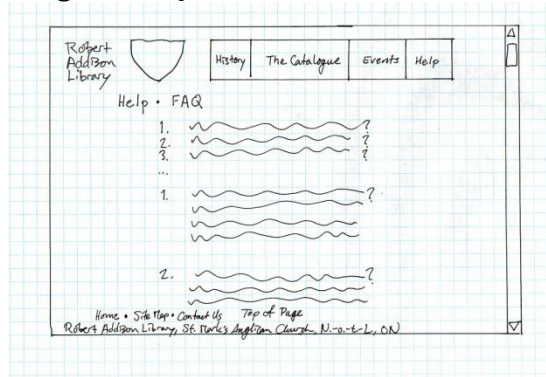 Robert
Addison
Library
History The Catalogue Events Help
Help • FAQ
1. ?
2. ?
3. ?
...
1. ?
2. ?
Home • Site Map • Contact Us Top of Page
Robert Addison Library, St. Mark's Anglican Church, N.-o.-t.-L., ON